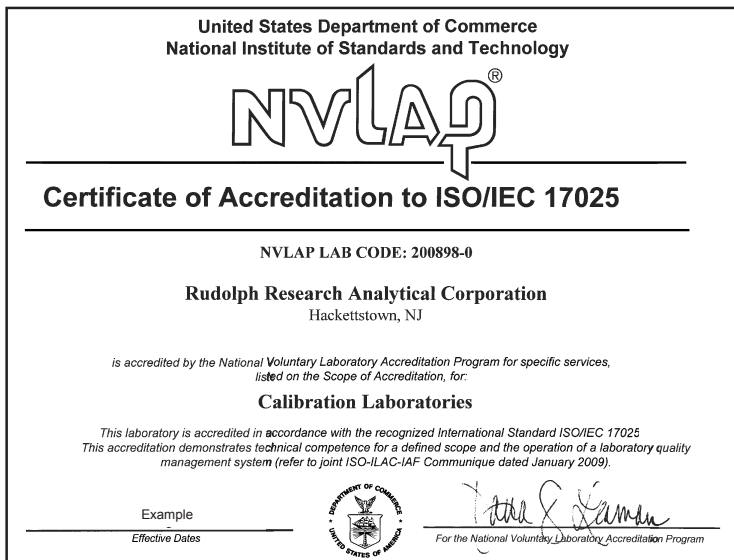 United States Department of Commerce
National Institute of Standards and Technology
NVLAP®
Certificate of Accreditation to ISO/IEC 17025
NVLAP LAB CODE: 200898-0
Rudolph Research Analytical Corporation
Hackettstown, NJ
is accredited by the National Voluntary Laboratory Accreditation Program for specific services,
listed on the Scope of Accreditation, for:
Calibration Laboratories
This laboratory is accredited in accordance with the recognized International Standard ISO/IEC 17025
This accreditation demonstrates technical competence for a defined scope and the operation of a laboratory quality
management system (refer to joint ISO-ILAC-IAF Communique dated January 2009).
Example
Effective Dates
DEPARTMENT OF COMMERCE
UNITED STATES OF AMERICA
For the National Voluntary Laboratory Accreditation Program